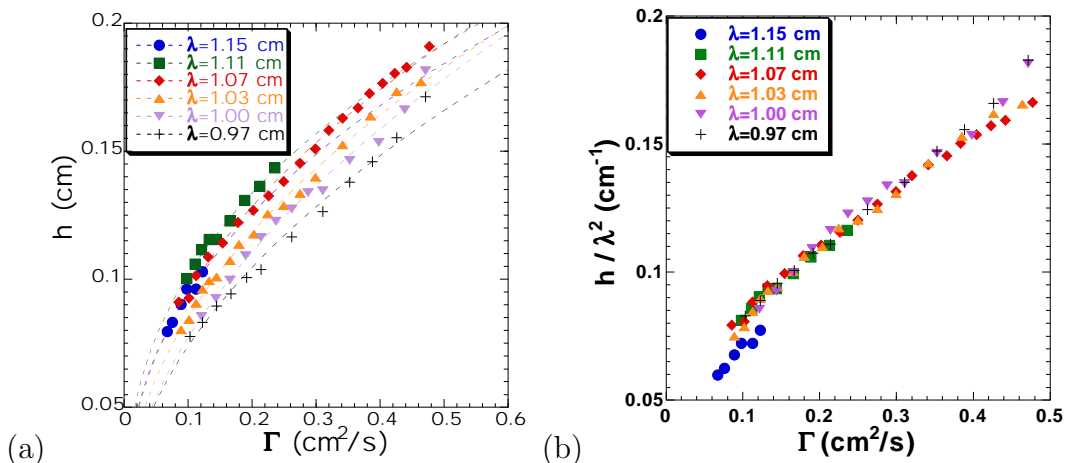 0.2
λ=1.15 cm
λ=1.11 cm
λ=1.07 cm
λ=1.03 cm
λ=1.00 cm
λ=0.97 cm
0.15
h (cm)
0.1
0.05
0 0.1 0.2 0.3 0.4 0.5 0.6
(a) Γ (cm²/s)
0.2
λ=1.15 cm
λ=1.11 cm
λ=1.07 cm
λ=1.03 cm
λ=1.00 cm
λ=0.97 cm
0.15
h / λ² (cm⁻¹)
0.1
0.05
0 0.1 0.2 0.3 0.4 0.5
(b) Γ (cm²/s)